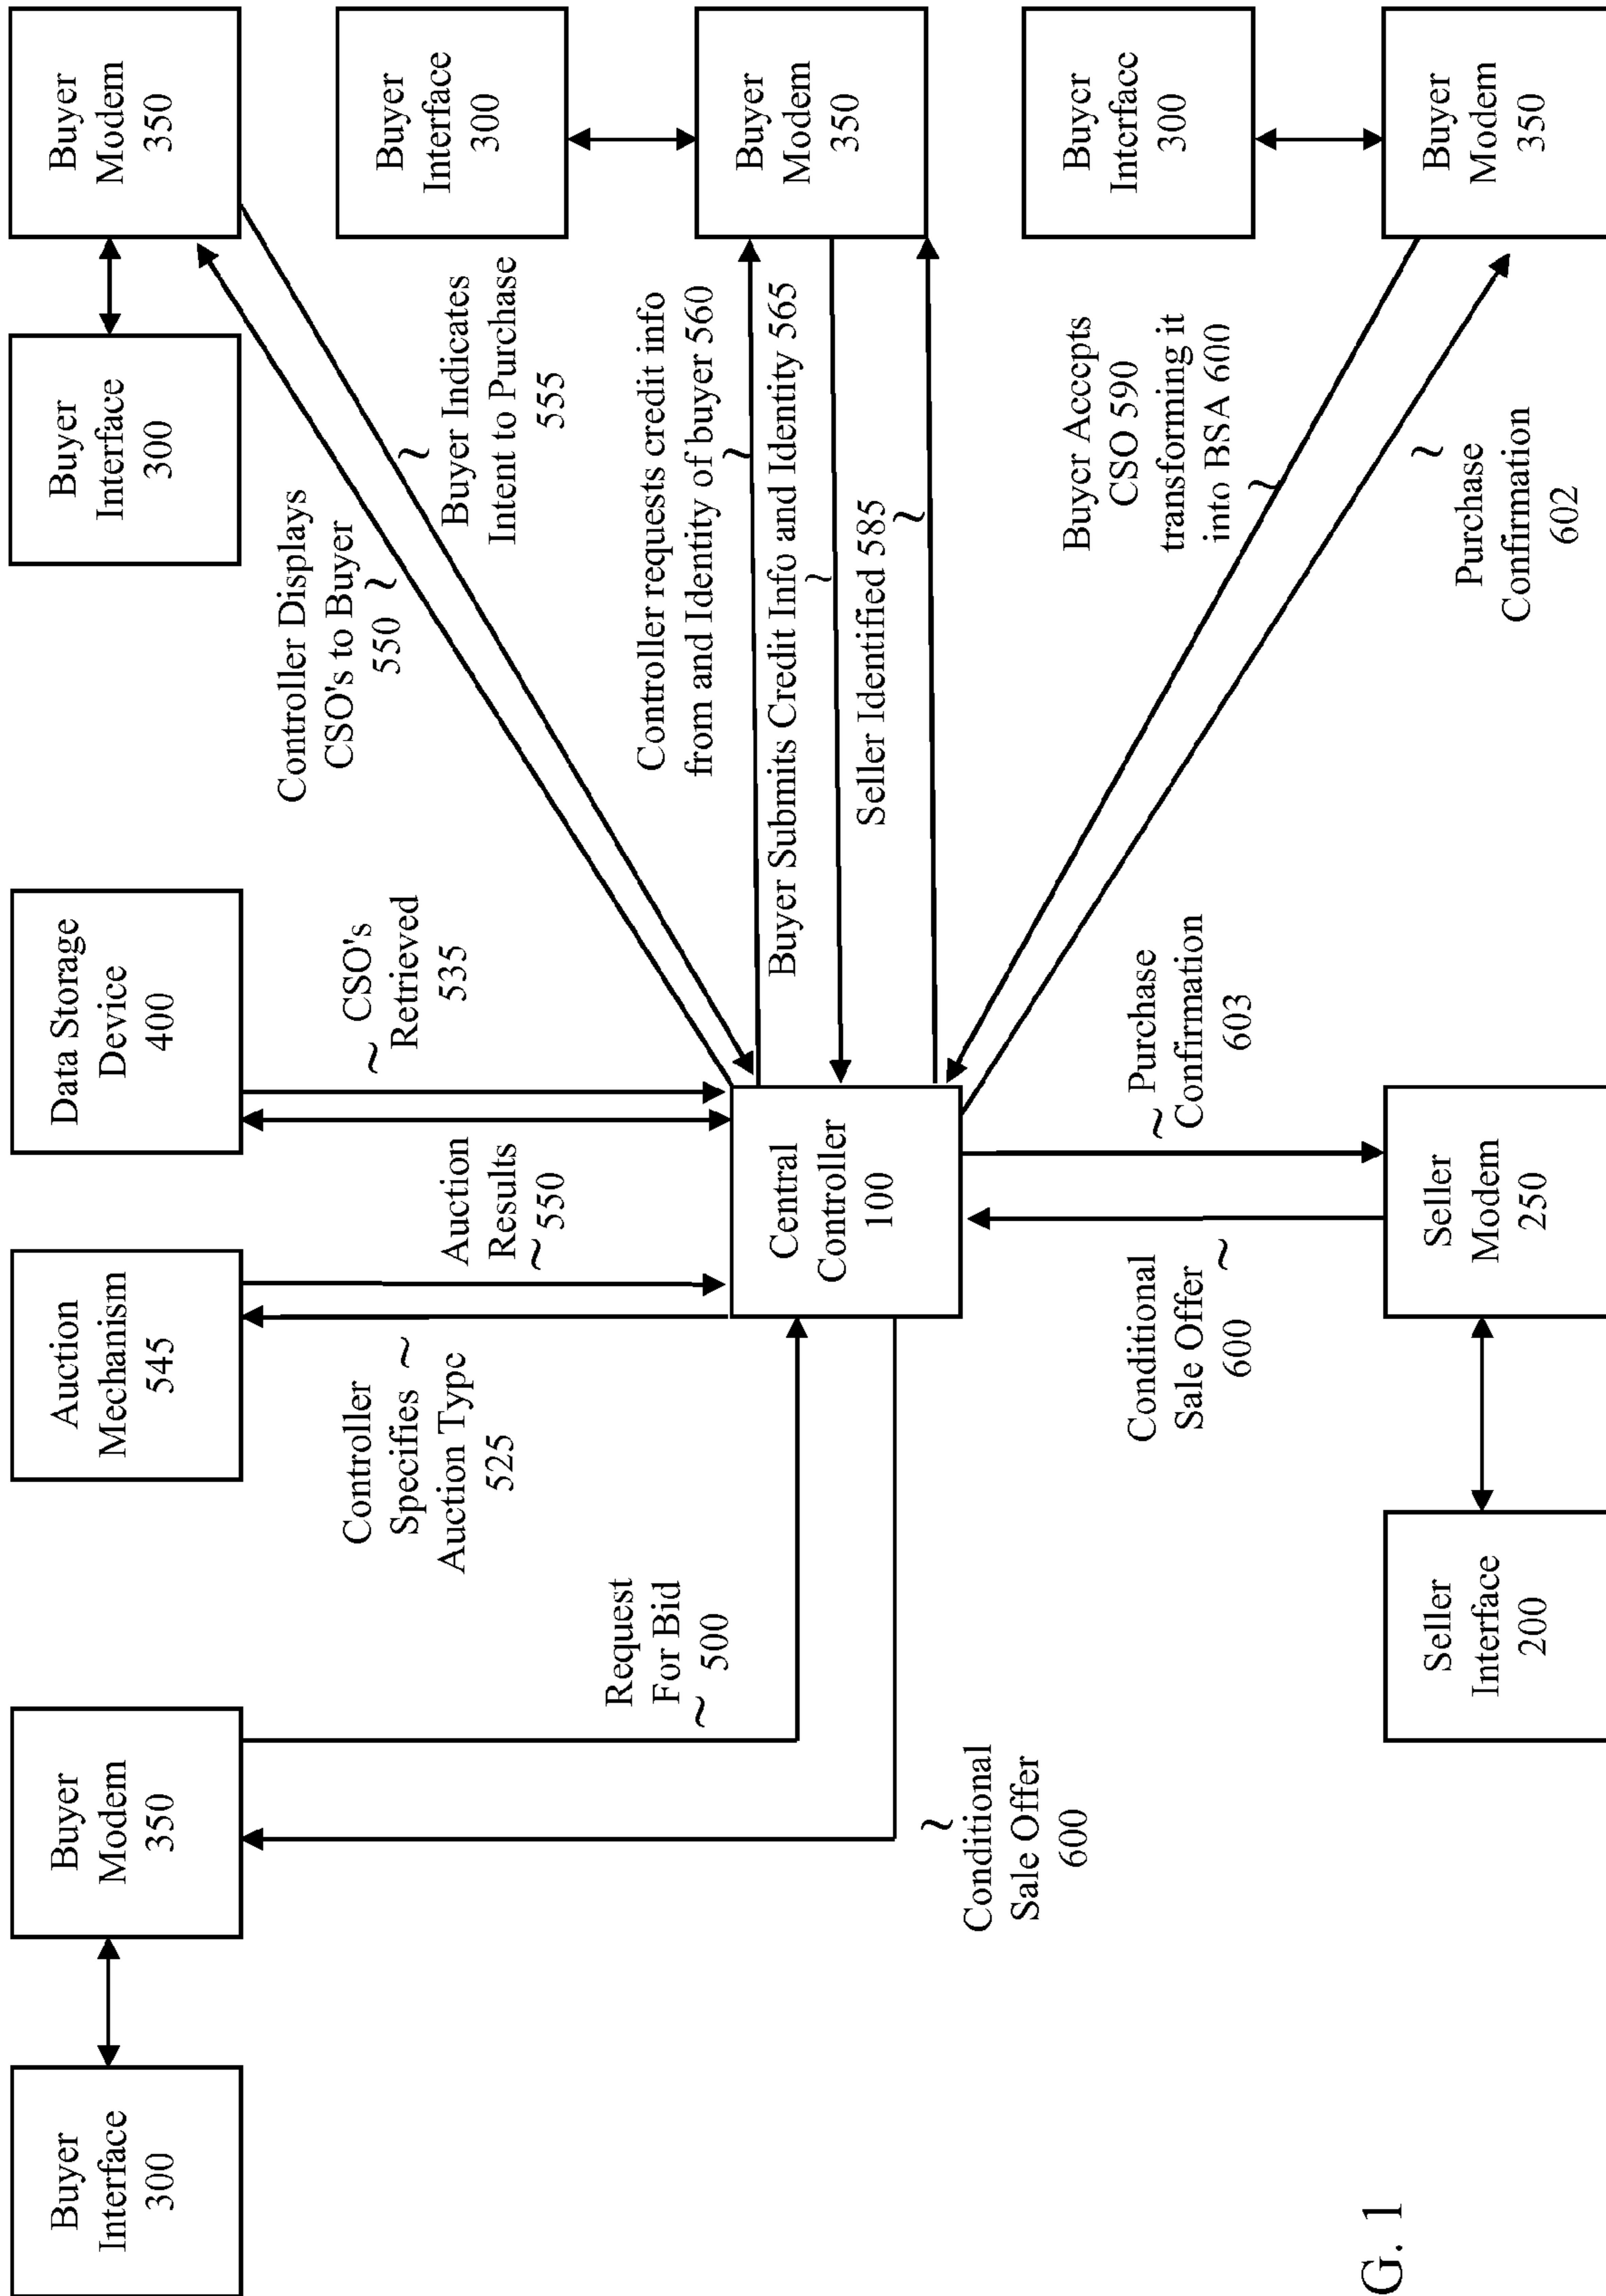 Buyer
Interface
300
Buyer
Modem
350
Auction
Mechanism
545
Data Storage
Device
400
Buyer
Interface
300
Buyer
Modem
350
Controller
Specifies ~
Auction Type
525
Auction
Results
~ 550
~ CSO's
Retrieved
535
Controller Displays
CSO's to Buyer
550 ~
~
Buyer Indicates
Intent to Purchase
555
Buyer
Interface
300
Request
For Bid
~ 500
Controller requests credit info
from and Identity of buyer 560
~
Buyer Submits Credit Info and Identity 565
~
Seller Identified 585
~
Buyer
Modem
350
Central
Controller
100
~
Conditional
Sale Offer
600
Conditional
Sale Offer ~
600
Purchase
~ Confirmation
603
Buyer Accepts
CSO 590
transforming it
into BSA 600
~
Buyer
Interface
300
~
Purchase
Confirmation
602
Seller
Interface
200
Seller
Modem
250
Buyer
Modem
350
G. 1